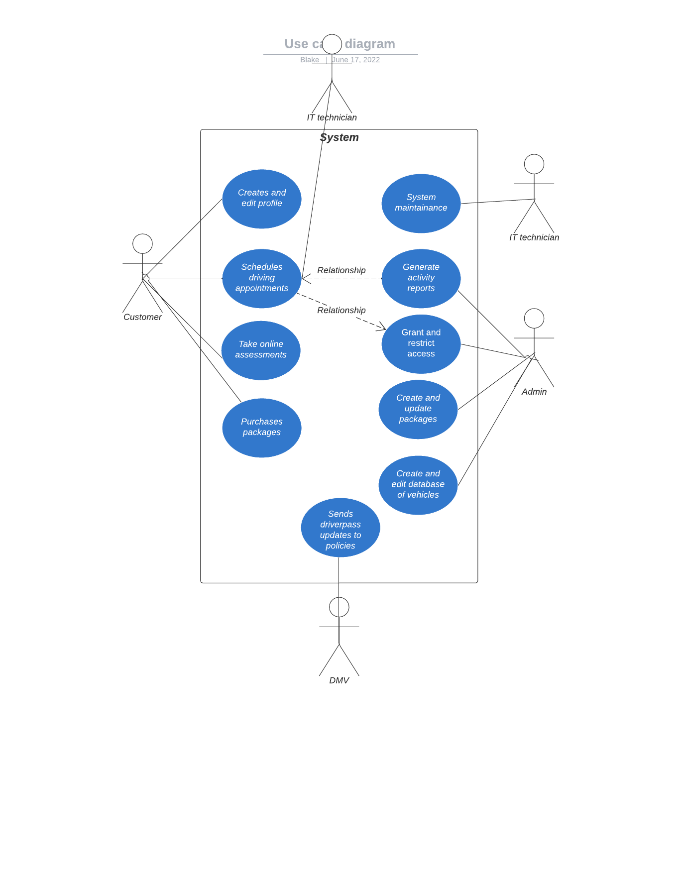 Use case diagram
Blake | June 17, 2022
IT technician
System
Creates and
edit profile
System
maintainance
IT technician
Schedules
driving
appointments
Relationship
Generate
activity
reports
Relationship
Customer
Grant and
restrict
access
Take online
assessments
Admin
Create and
update
packages
Purchases
packages
Create and
edit database
of vehicles
Sends
driverpass
updates to
policies
DMV